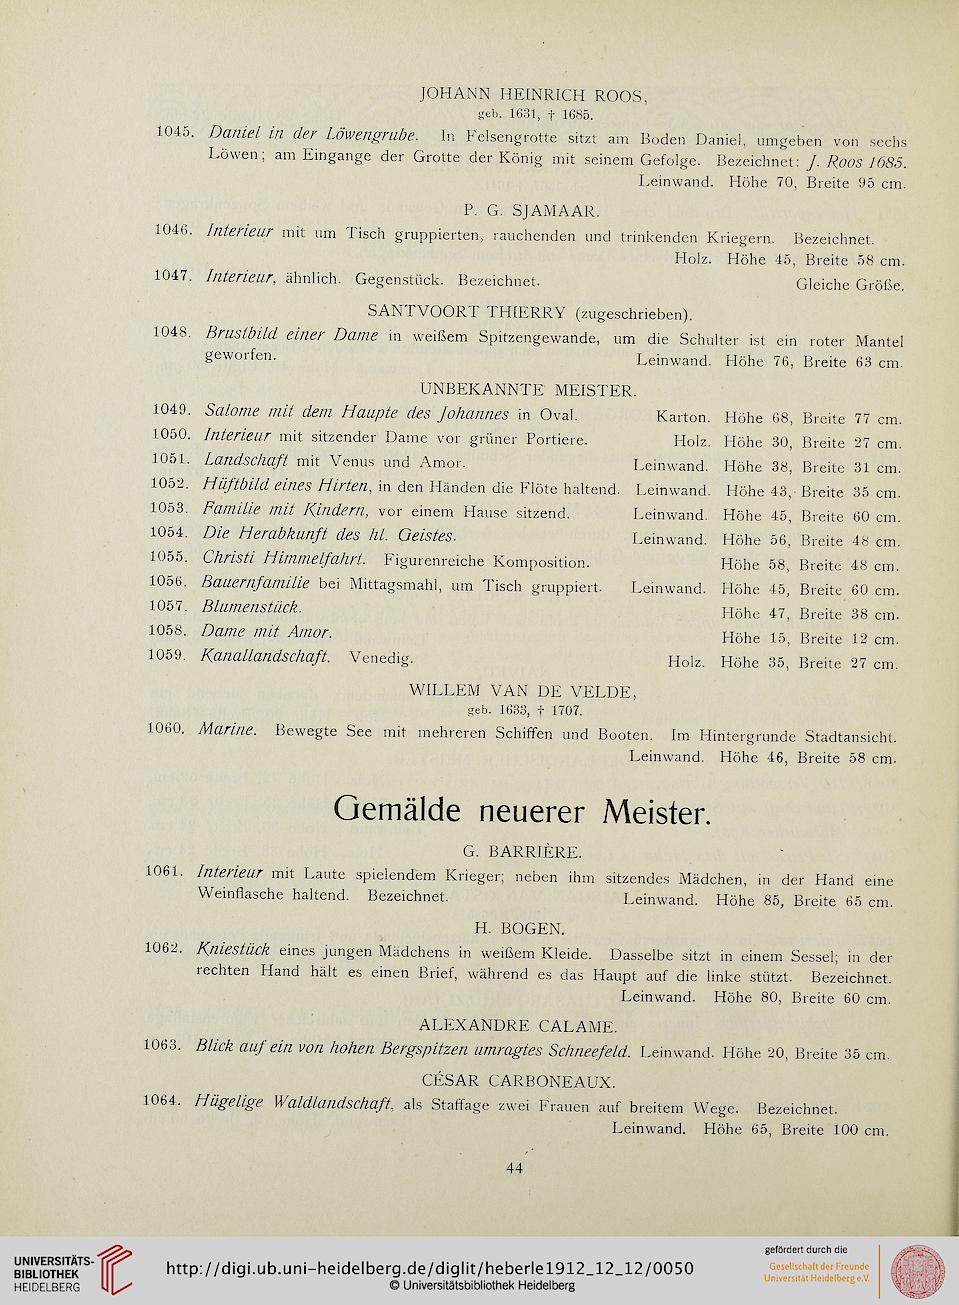 JOHANN HEINRICH ROOS,
geb. 1631, † 1685.
1045. Daniel in der Löwengrube. In Felsengrotte sitzt am Boden Daniel, umgeben von sechs
Löwen; am Eingange der Grotte der König mit seinem Gefolge. Bezeichnet: J. Roos 1685.
Leinwand. Höhe 70, Breite 95 cm.
P. G. SJAMAAR.
1046. Interieur mit um Tisch gruppierten, rauchenden und trinkenden Kriegern. Bezeichnet.
Holz. Höhe 45, Breite 58 cm.
1047. Interieur, ähnlich. Gegenstück. Bezeichnet. Gleiche Größe.
SANTVOORT THIERRY (zugeschrieben).
1048. Brustbild einer Dame in weißem Spitzengewande, um die Schulter ist ein roter Mantel
geworfen. Leinwand. Höhe 76, Breite 63 cm.
UNBEKANNTE MEISTER.
1049. Salome mit dem Haupte des Johannes in Oval. Karton. Höhe 68, Breite 77 cm.
1050. Interieur mit sitzender Dame vor grüner Portiere. Holz. Höhe 30, Breite 27 cm.
1051. Landschaft mit Venus und Amor. Leinwand. Höhe 38, Breite 31 cm.
1052. Hüftbild eines Hirten, in den Händen die Flöte haltend. Leinwand. Höhe 43, Breite 35 cm.
1053. Familie mit Kindern, vor einem Hause sitzend. Leinwand. Höhe 45, Breite 60 cm.
1054. Die Herabkunft des hl. Geistes. Leinwand. Höhe 56, Breite 48 cm.
1055. Christi Himmelfahrt. Figurenreiche Komposition. Höhe 58, Breite 48 cm.
1056. Bauernfamilie bei Mittagsmahl, um Tisch gruppiert. Leinwand. Höhe 45, Breite 60 cm.
1057. Blumenstück. Höhe 47, Breite 38 cm.
1058. Dame mit Amor. Höhe 15, Breite 12 cm.
1059. Kanallandschaft. Venedig. Holz. Höhe 35, Breite 27 cm.
WILLEM VAN DE VELDE,
geb. 1633, † 1707.
1060. Marine. Bewegte See mit mehreren Schiffen und Booten. Im Hintergrunde Stadtansicht.
Leinwand. Höhe 46, Breite 58 cm.
Gemälde neuerer Meister.
G. BARRIÈRE.
1061. Interieur mit Laute spielendem Krieger; neben ihm sitzendes Mädchen, in der Hand eine
Weinflasche haltend. Bezeichnet. Leinwand. Höhe 85, Breite 65 cm.
H. BOGEN.
1062. Kniestück eines jungen Mädchens in weißem Kleide. Dasselbe sitzt in einem Sessel; in der
rechten Hand hält es einen Brief, während es das Haupt auf die linke stützt. Bezeichnet.
Leinwand. Höhe 80, Breite 60 cm.
ALEXANDRE CALAME.
1063. Blick auf ein von hohen Bergspitzen umragtes Schneefeld. Leinwand. Höhe 20, Breite 35 cm.
CÉSAR CARBONEAUX.
1064. Hügelige Waldlandschaft, als Staffage zwei Frauen auf breitem Wege. Bezeichnet.
Leinwand. Höhe 65, Breite 100 cm.
44
UNIVERSITÄTS-
BIBLIOTHEK
HEIDELBERG
http://digi.ub.uni-heidelberg.de/diglit/heberle1912_12_12/0050
© Universitätsbibliothek Heidelberg
gefördert durch die
Gesellschaft der Freunde
Universität Heidelberg e.V.